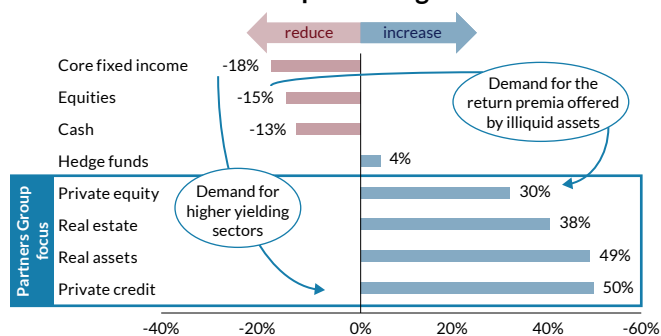 reduce increase
Core fixed income -18%
Equities -15%
Cash -13%
Hedge funds 4%
Private equity 30%
Real estate 38%
Real assets 49%
Private credit 50%
Partners Group
focus
Demand for the
return premia offered
by illiquid assets
Demand for
higher yielding
sectors
-40% -20% 0% 20% 40% -60%